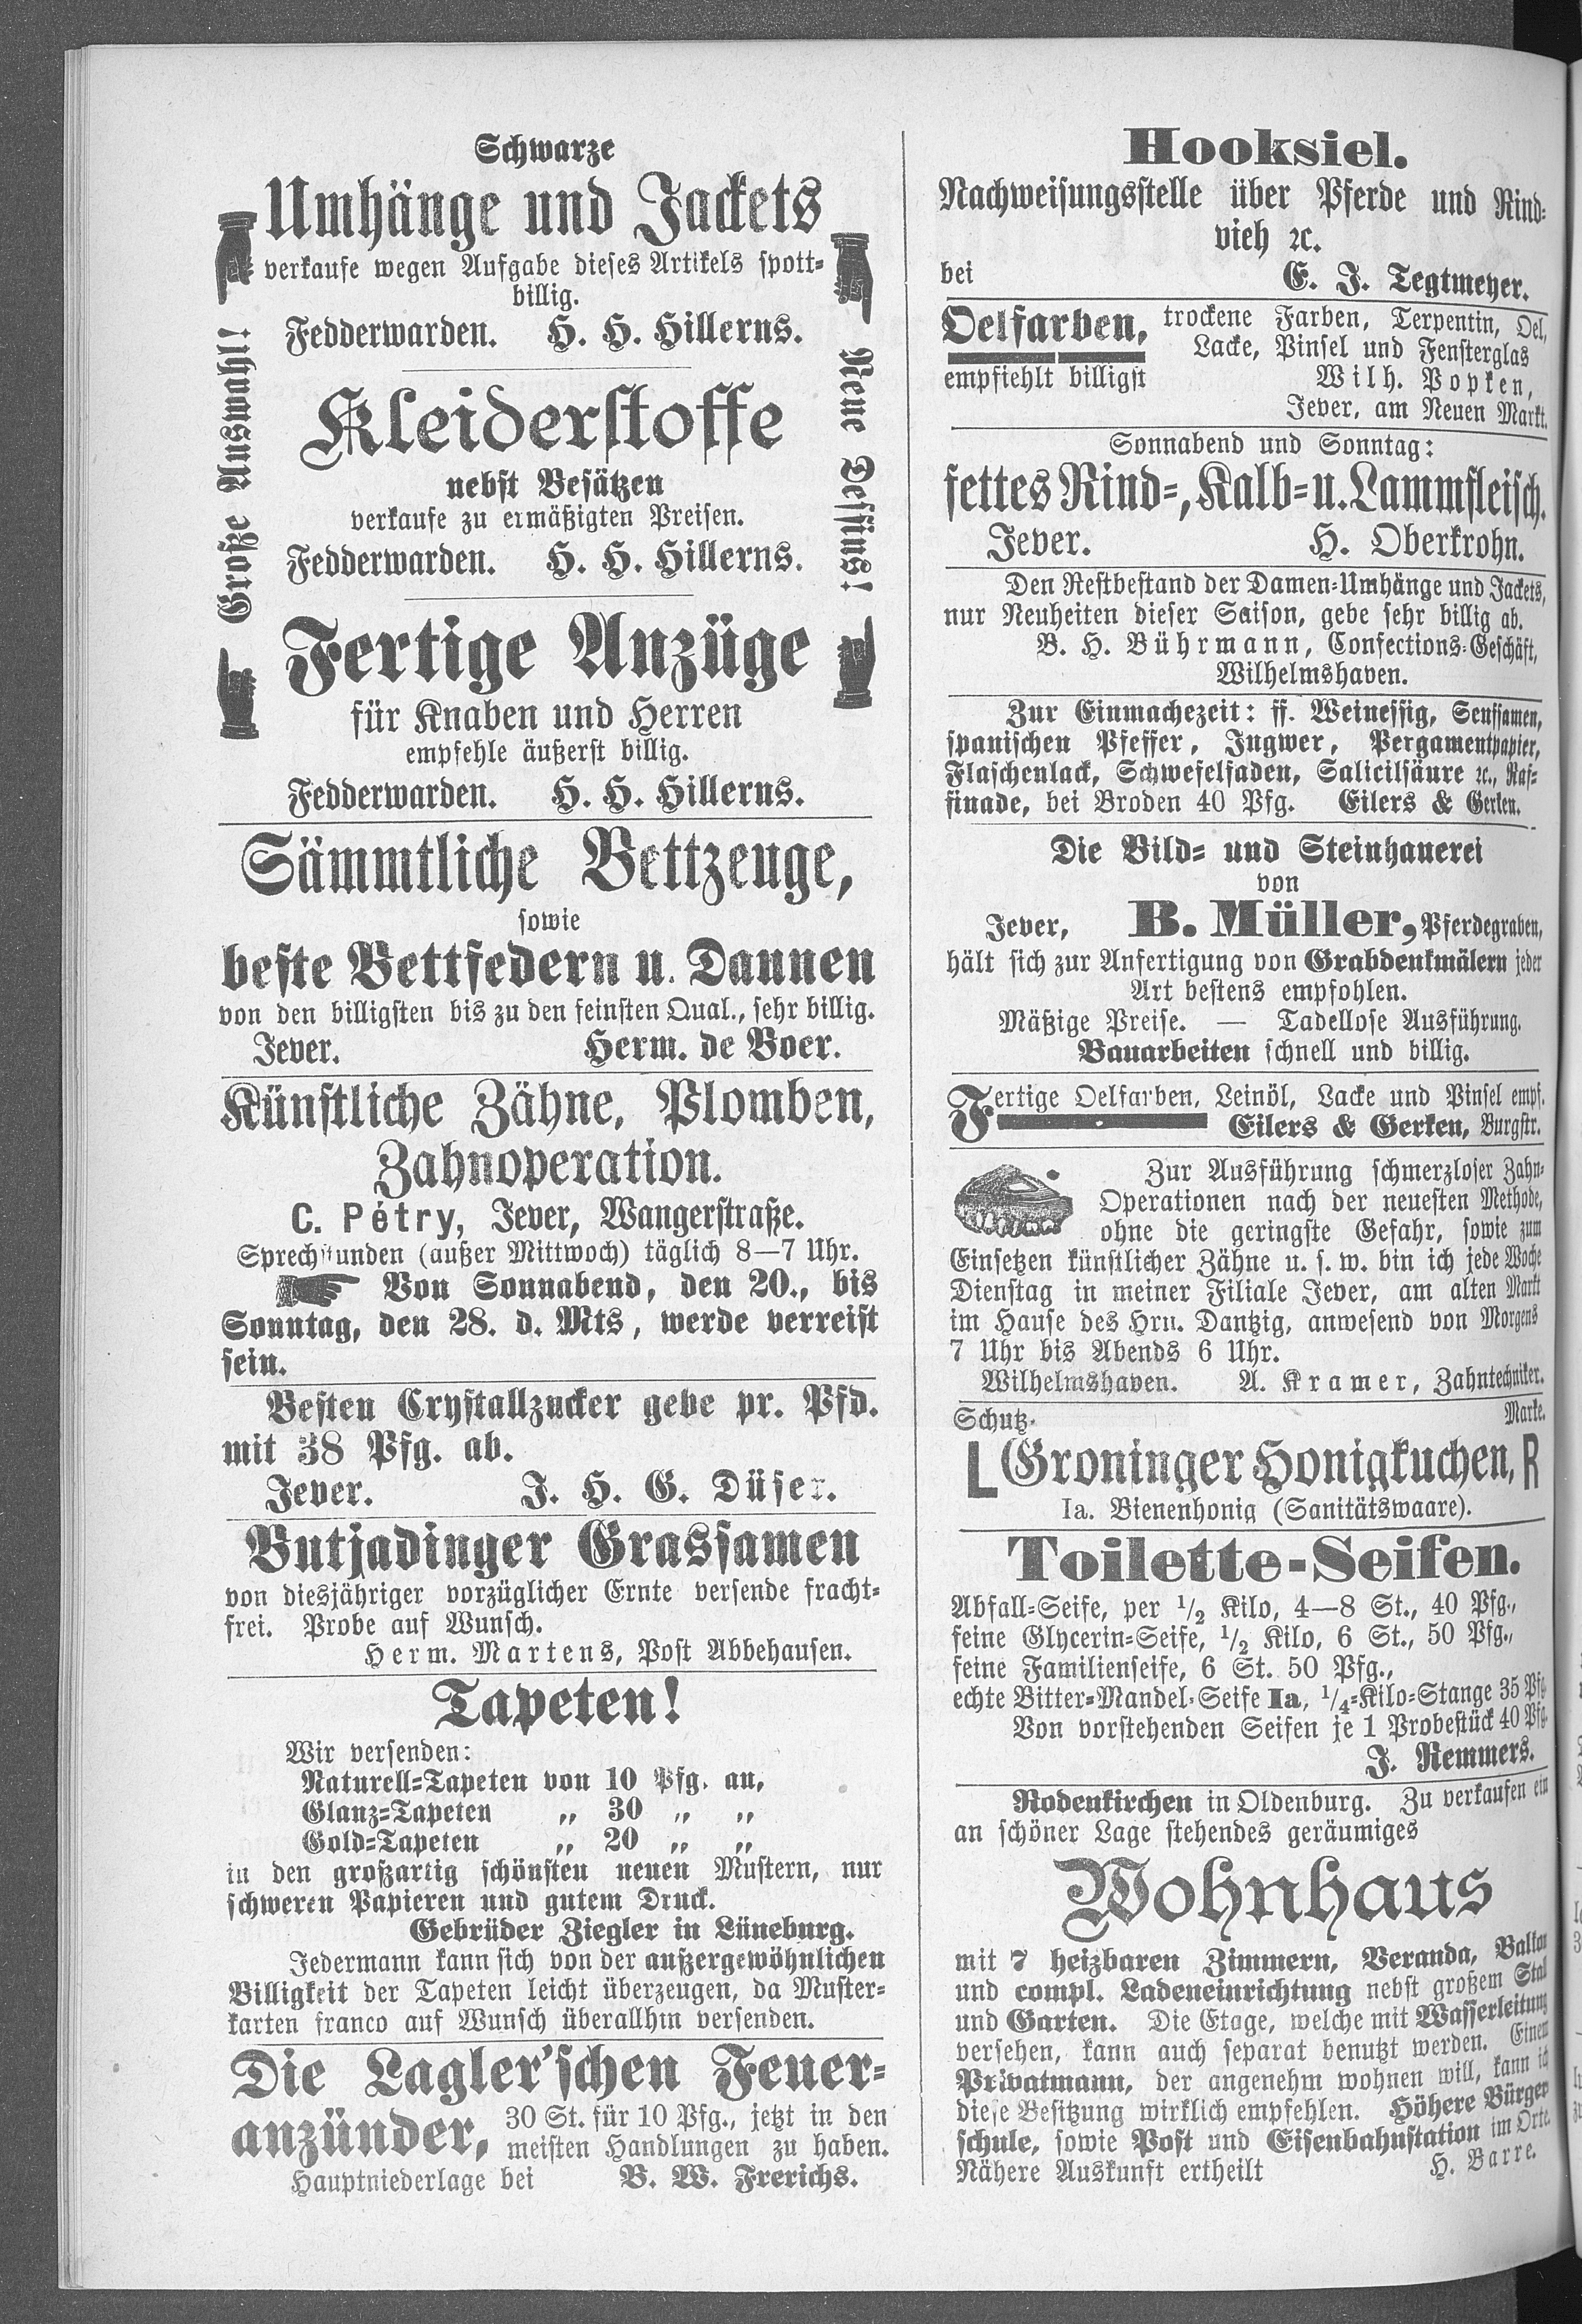 Schwarze
Umhänge und Jackets
verkaufe wegen Aufgabe dieses Artikels spott-
billig.
Fedderwarden. H. H. Hillerns.
Große Auswahl!
Neue Dessins!
Kleiderstoffe
nebst Besätzen
verkaufe zu ermäßigten Preisen.
Fedderwarden. H. H. Hillerns.
Fertige Anzüge
für Knaben und Herren
empfehle äußerst billig.
Fedderwarden. H. H. Hillerns.
Sämmtliche Bettzeuge,
sowie
beste Bettfedern u. Daunen
von den billigsten bis zu den feinsten Qual., sehr billig.
Jever. Herm. de Boer.
Künstliche Zähne, Plomben,
Zahnoperation.
C. Pétry, Jever, Wangerstraße.
Sprechstunden (außer Mittwoch) täglich 8—7 Uhr.
Von Sonnabend, den 20., bis
Sonntag, den 28. d. Mts, werde verreist
sein.
Besten Crystallzucker gebe pr. Pfd.
mit 38 Pfg. ab.
Jever. J. H. G. Düser.
Butjadinger Grassamen
von diesjähriger vorzüglicher Ernte versende fracht-
frei. Probe auf Wunsch.
Herm. Martens, Post Abbehausen.
Tapeten!
Wir versenden:
Naturell-Tapeten von 10 Pfg. an,
Glanz-Tapeten „ 30 „ „
Gold-Tapeten „ 20 „ „
in den großartig schönsten neuen Mustern, nur
schweren Papieren und gutem Druck.
Gebrüder Ziegler in Lüneburg.
Jedermann kann sich von der außergewöhnlichen
Billigkeit der Tapeten leicht überzeugen, da Muster-
karten franco auf Wunsch überallhin versenden.
Die Lagler'schen Feuer-
anzünder, 30 St. für 10 Pfg., jetzt in den
meisten Handlungen zu haben.
Hauptniederlage bei B. W. Frerichs.
Hooksiel.
Nachweisungsstelle über Pferde und Rind-
vieh ꝛc.
bei E. J. Tegtmeyer.
Oelfarben, trockene Farben, Terpentin, Oel,
Lacke, Pinsel und Fensterglas
empfiehlt billigst Wilh. Popken,
Jever, am Neuen Markt.
Sonnabend und Sonntag:
fettes Rind-, Kalb- u. Lammfleisch.
Jever. H. Oberkrohn.
Den Restbestand der Damen-Umhänge und Jackets,
nur Neuheiten dieser Saison, gebe sehr billig ab.
B. H. Bührmann, Confections-Geschäft,
Wilhelmshaven.
Zur Einmachezeit: ff. Weinessig, Senfsamen,
spanischen Pfeffer, Ingwer, Pergamentpapier,
Flaschenlack, Schwefelfaden, Salicilsäure ꝛc., Raf-
finade, bei Broden 40 Pfg. Eilers & Gerken.
Die Bild- und Steinhauerei
von
Jever, B. Müller, Pferdegraben,
hält sich zur Anfertigung von Grabdenkmälern jeder
Art bestens empfohlen.
Mäßige Preise. — Tadellose Ausführung.
Bauarbeiten schnell und billig.
Fertige Oelfarben, Leinöl, Lacke und Pinsel empf.
Eilers & Gerken, Burgstr.
Zur Ausführung schmerzloser Zahn-
Operationen nach der neuesten Methode,
ohne die geringste Gefahr, sowie zum
Einsetzen künstlicher Zähne u. s. w. bin ich jede Woche
Dienstag in meiner Filiale Jever, am alten Markt
im Hause des Hrn. Dantzig, anwesend von Morgens
7 Uhr bis Abends 6 Uhr.
Wilhelmshaven. A. Kramer, Zahntechniker.
Schutz- Marke.
L Groninger Honigkuchen, R
Ia. Bienenhonig (Sanitätswaare).
Toilette-Seifen.
Abfall-Seife, per 1/2 Kilo, 4—8 St., 40 Pfg.,
feine Glycerin-Seife, 1/2 Kilo, 6 St., 50 Pfg.,
feine Familienseife, 6 St. 50 Pfg.,
echte Bitter-Mandel-Seife Ia, 1/4-Kilo-Stange 35 Pfg.
Von vorstehenden Seifen je 1 Probestück 40 Pfg.
J. Remmers.
Rodenkirchen in Oldenburg. Zu verkaufen ein
an schöner Lage stehendes geräumiges
Wohnhaus
mit 7 heizbaren Zimmern, Veranda, Balkon
und compl. Ladeneinrichtung nebst großem Stall
und Garten. Die Etage, welche mit Wasserleitung
versehen, kann auch separat benutzt werden. Einem
Privatmann, der angenehm wohnen will, kann ich
diese Besitzung wirklich empfehlen. Höhere Bürger-
schule, sowie Post und Eisenbahnstation im Orte.
Nähere Auskunft ertheilt H. Barre.